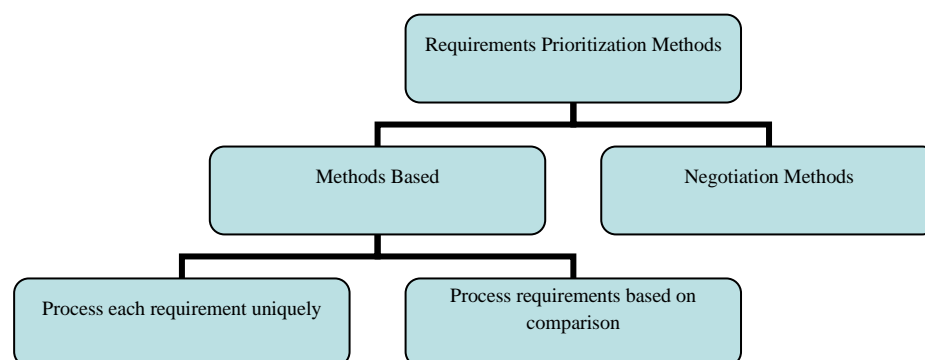 Requirements Prioritization Methods
Methods Based
Negotiation Methods
Process each requirement uniquely
Process requirements based on
comparison